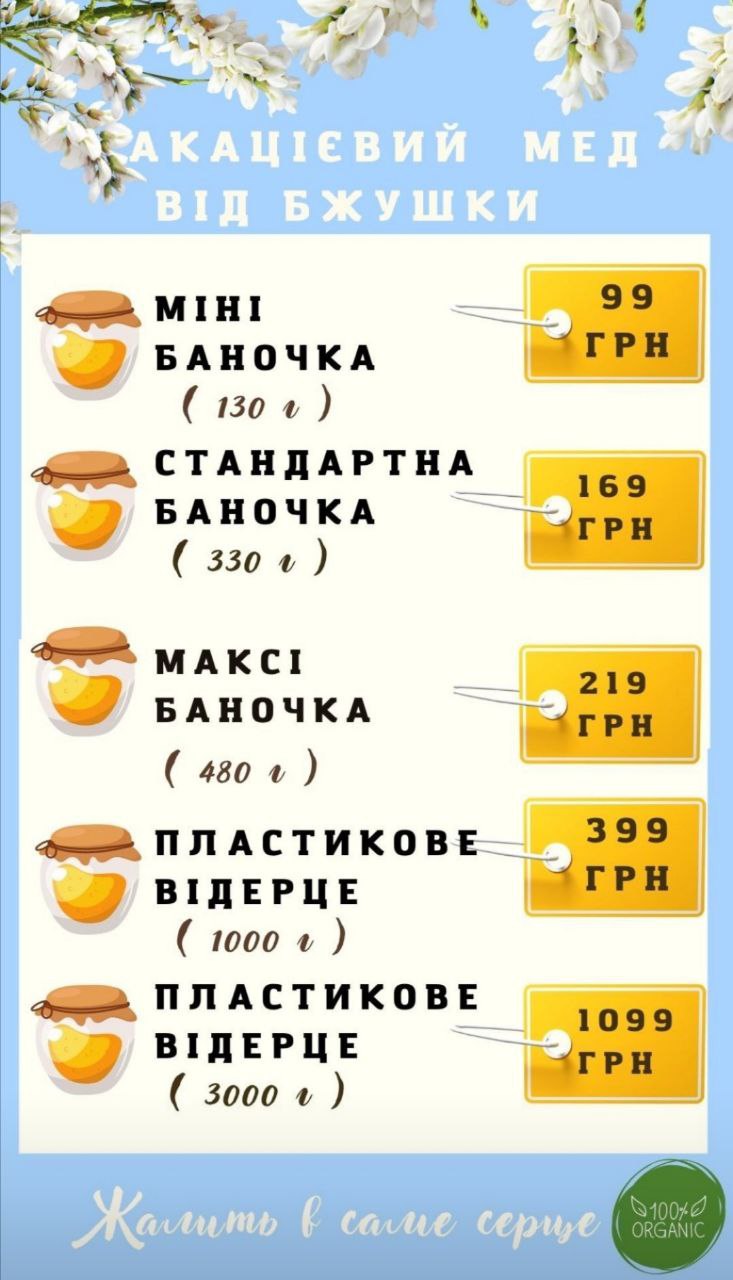 АКАЦІЄВИЙ МЕД
ВІД БЖУШКИ
МІНІ
БАНОЧКА
( 130 г )
99
ГРН
СТАНДАРТНА
БАНОЧКА
( 330 г )
169
ГРН
МАКСІ
БАНОЧКА
( 480 г )
219
ГРН
ПЛАСТИКОВЕ
ВІДЕРЦЕ
( 1000 г )
399
ГРН
ПЛАСТИКОВЕ
ВІДЕРЦЕ
( 3000 г )
1099
ГРН
Жалить в саме серце
100%
ORGANIC